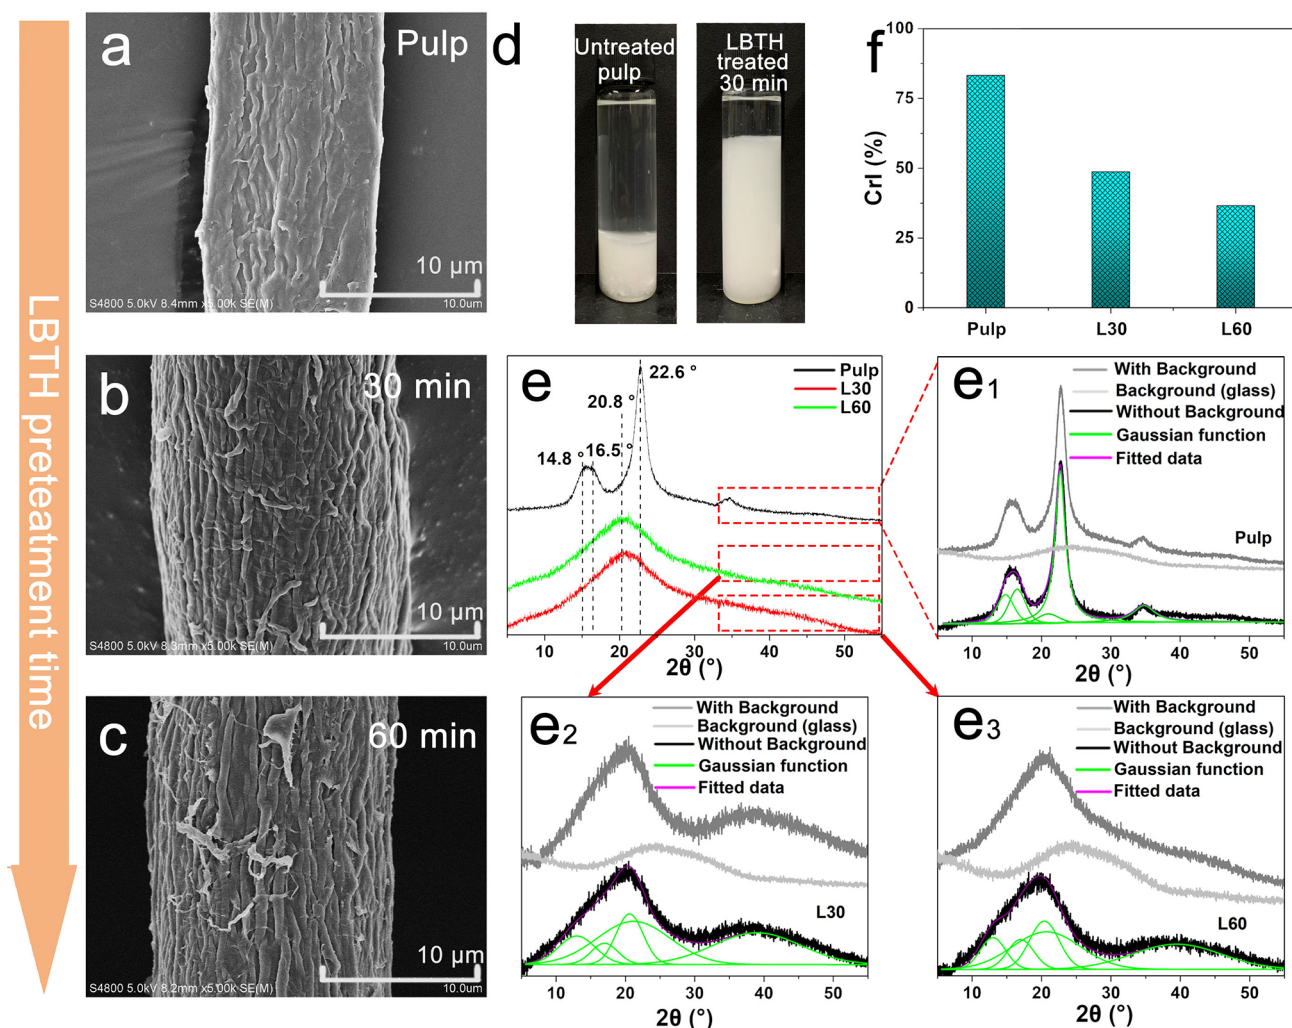 LBTH pretreatment time
a
Pulp
10 µm
S4800 5.0kV 8.4mm x5.00k SE(M)
10.0um
b
30 min
10 µm
S4800 5.0kV 8.3mm x5.00k SE(M)
10.0um
c
60 min
10 µm
S4800 5.0kV 8.2mm x5.00k SE(M)
10.0um
d
Untreated
pulp
LBTH
treated
30 min
e
22.6 °
20.8 °
16.5 °
14.8 °
Pulp
L30
L60
10 20 30 40 50
2θ (°)
f
CrI (%)
100
75
50
25
0
Pulp L30 L60
e1
With Background
Background (glass)
Without Background
Gaussian function
Fitted data
Pulp
10 20 30 40 50
2θ (°)
e2
With Background
Background (glass)
Without Background
Gaussian function
Fitted data
L30
10 20 30 40 50
2θ (°)
e3
With Background
Background (glass)
Without Background
Gaussian function
Fitted data
L60
10 20 30 40 50
2θ (°)